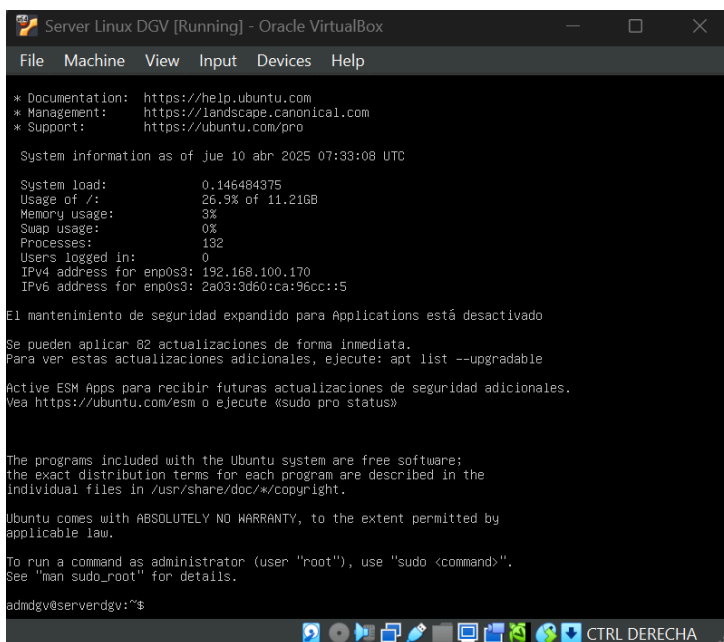 Server Linux DGV [Running] - Oracle VirtualBox
File Machine View Input Devices Help
* Documentation: https://help.ubuntu.com
* Management: https://landscape.canonical.com
* Support: https://ubuntu.com/pro
System information as of jue 10 abr 2025 07:33:08 UTC
System load: 0.146484375
Usage of /: 26.9% of 11.21GB
Memory usage: 3%
Swap usage: 0%
Processes: 132
Users logged in: 0
IPv4 address for enp0s3: 192.168.100.170
IPv6 address for enp0s3: 2a03:3d60:ca:96cc::5
El mantenimiento de seguridad expandido para Applications está desactivado
Se pueden aplicar 82 actualizaciones de forma inmediata.
Para ver estas actualizaciones adicionales, ejecute: apt list --upgradable
Active ESM Apps para recibir futuras actualizaciones de seguridad adicionales.
Vea https://ubuntu.com/esm o ejecute «sudo pro status»
The programs included with the Ubuntu system are free software;
the exact distribution terms for each program are described in the
individual files in /usr/share/doc/*/copyright.
Ubuntu comes with ABSOLUTELY NO WARRANTY, to the extent permitted by
applicable law.
To run a command as administrator (user "root"), use "sudo <command>".
See "man sudo_root" for details.
admdgv@serverdgv:~$
CTRL DERECHA